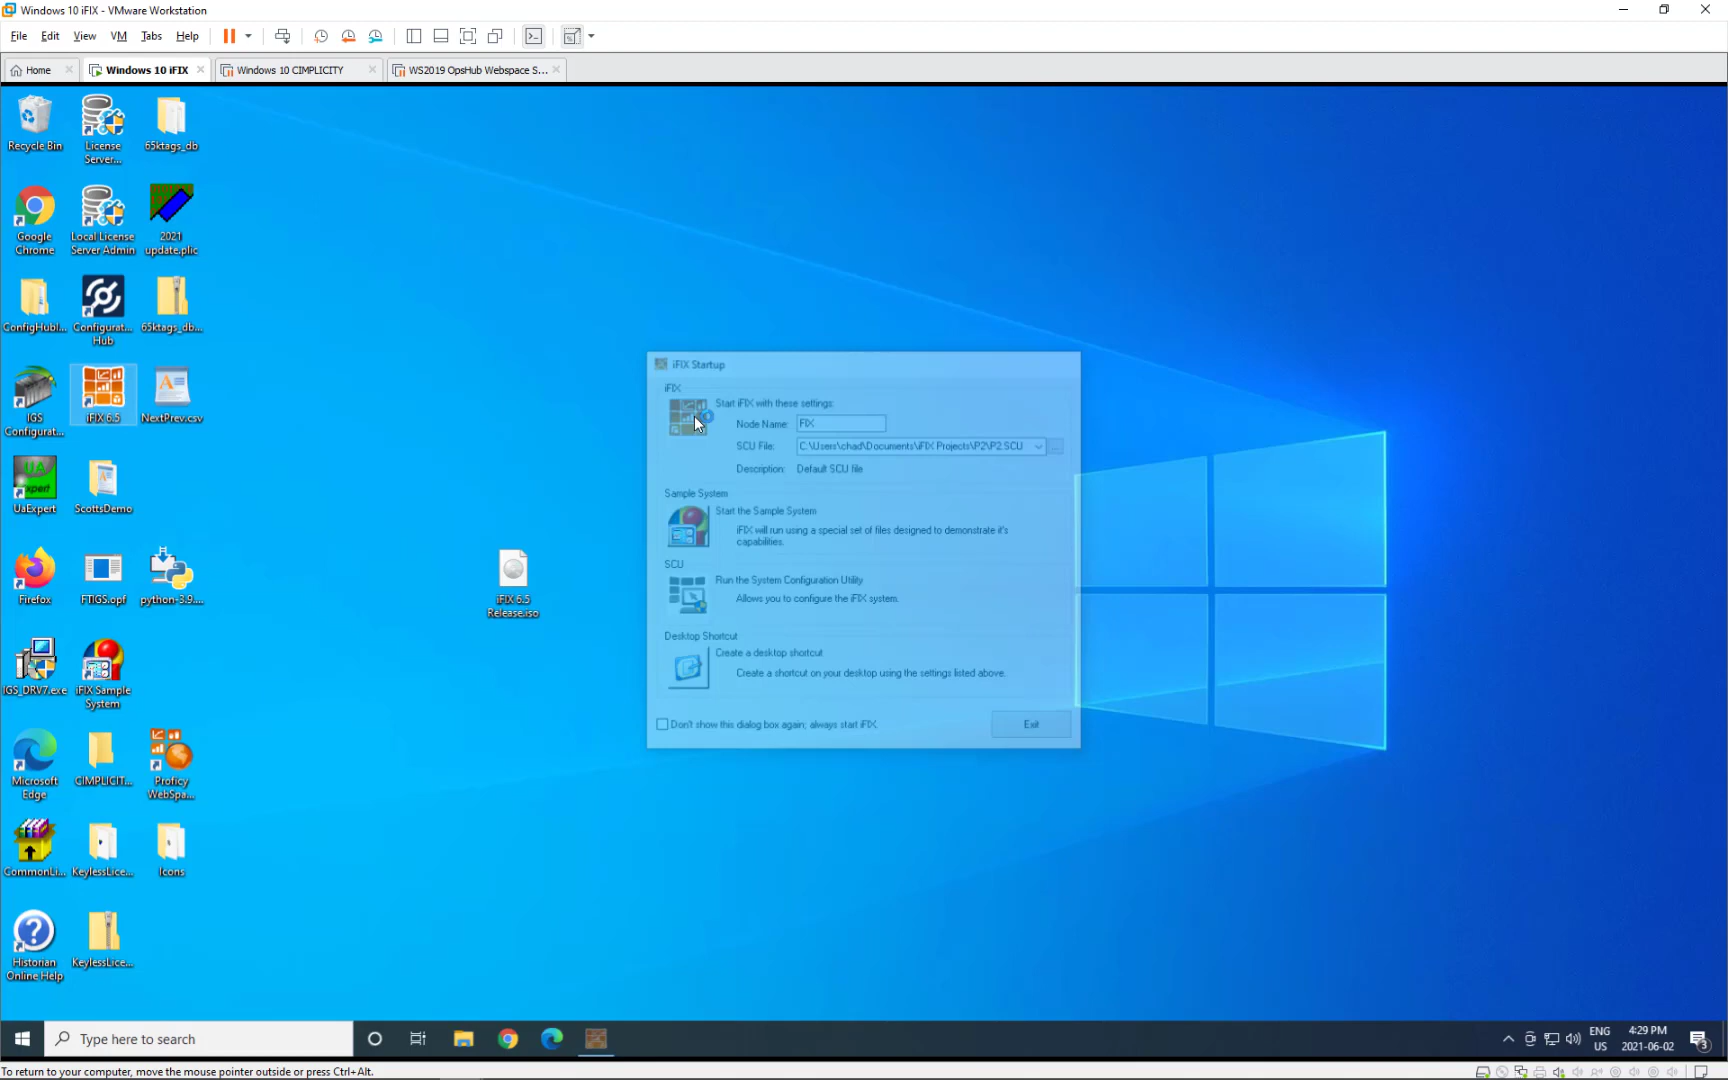 Windows 10 iFIX - VMware Workstation
File Edit View VM Tabs Help
Home
Windows 10 iFIX
Windows 10 CIMPLICITY
WS2019 OpsHub Webspace S...
Recycle Bin
License Server...
65ktags_db
Google Chrome
Local License Server Admin
2021 update.plic
ConfigHubI...
Configurat... Hub
65ktags_db...
IGS Configurat...
iFIX 6.5
NextPrev.csv
UaExpert
ScottsDemo
Firefox
FTIGS.opf
python-3.9....
iFIX 6.5 Release.iso
IGS_DRV7.exe
iFIX Sample System
Microsoft Edge
CIMPLICIT...
Proficy WebSpa...
CommonLi...
KeylessLice...
Icons
Historian Online Help
KeylessLice...
iFIX Startup
iFIX
Start iFIX with these settings:
Node Name: FIX
SCU File: C:\Users\chad\Documents\iFIX Projects\P2\P2.SCU
Description: Default SCU file
Sample System
Start the Sample System
iFIX will run using a special set of files designed to demonstrate it's
capabilities.
SCU
Run the System Configuration Utility
Allows you to configure the iFIX system.
Desktop Shortcut
Create a desktop shortcut
Create a shortcut on your desktop using the settings listed above.
Don't show this dialog box again; always start iFIX.
Exit
Type here to search
ENG
US
4:29 PM
2021-06-02
3
To return to your computer, move the mouse pointer outside or press Ctrl+Alt.